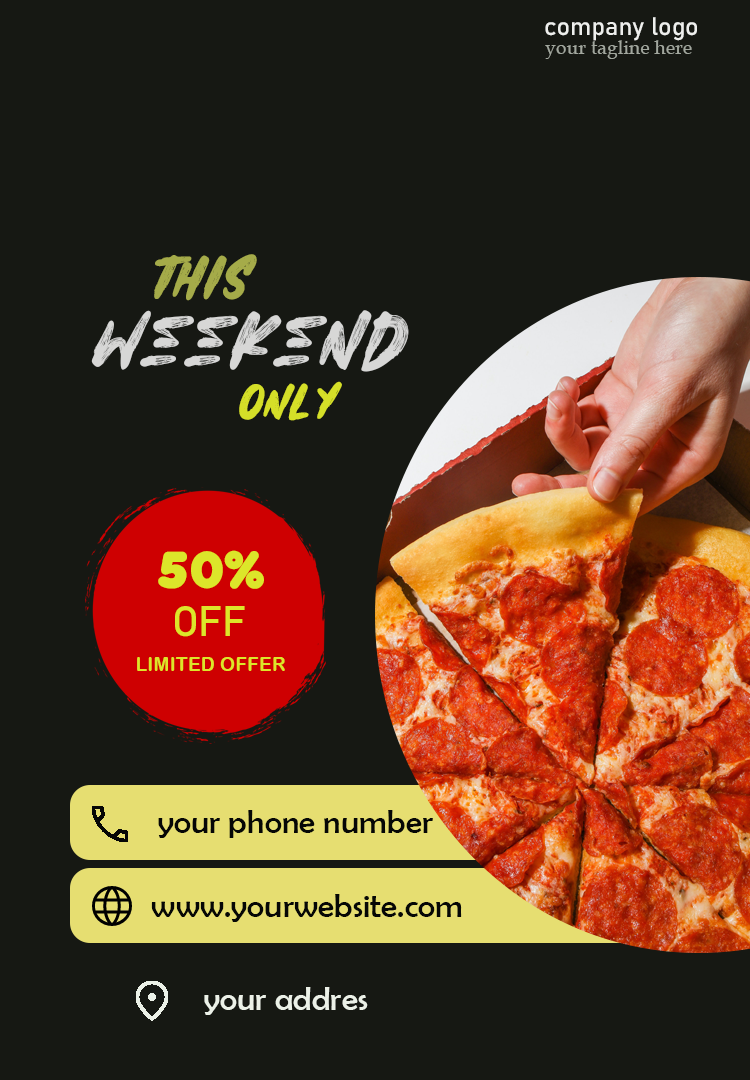 company logo
your tagline here
THIS
WEEKEND
ONLY
50%
OFF
LIMITED OFFER
your phone number
www.yourwebsite.com
your addres